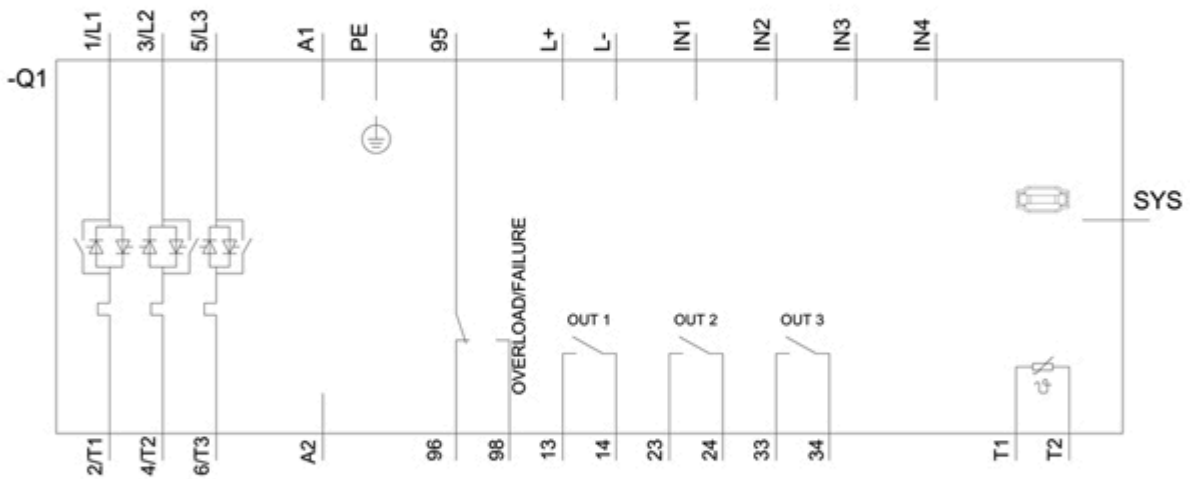 1/L1
3/L2
5/L3
A1
PE
95
L+
L-
IN1
IN2
IN3
IN4
-Q1
SYS
OVERLOAD/FAILURE
OUT 1
OUT 2
OUT 3
ϑ
2/T1
4/T2
6/T3
A2
96
98
13
14
23
24
33
34
T1
T2